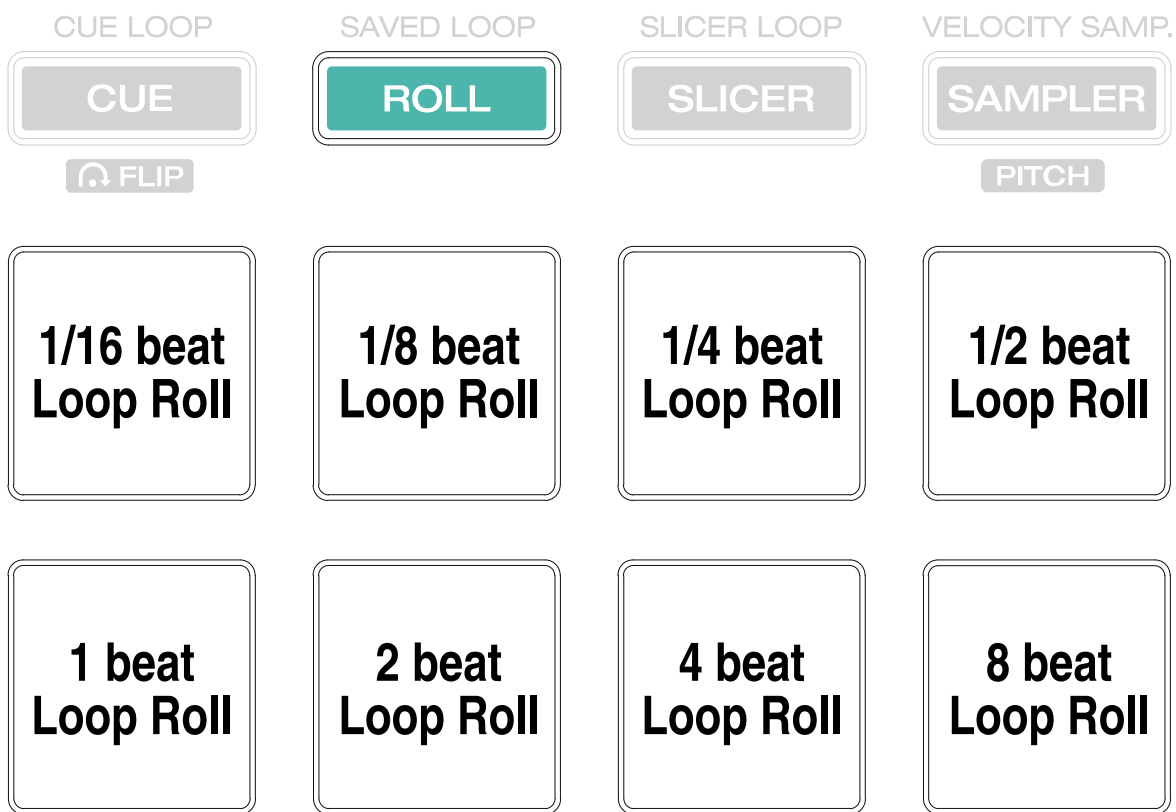 CUE LOOP SAVED LOOP SLICER LOOP VELOCITY SAMP.
CUE ROLL SLICER SAMPLER
FLIP PITCH
1/16 beat
Loop Roll
1/8 beat
Loop Roll
1/4 beat
Loop Roll
1/2 beat
Loop Roll
1 beat
Loop Roll
2 beat
Loop Roll
4 beat
Loop Roll
8 beat
Loop Roll